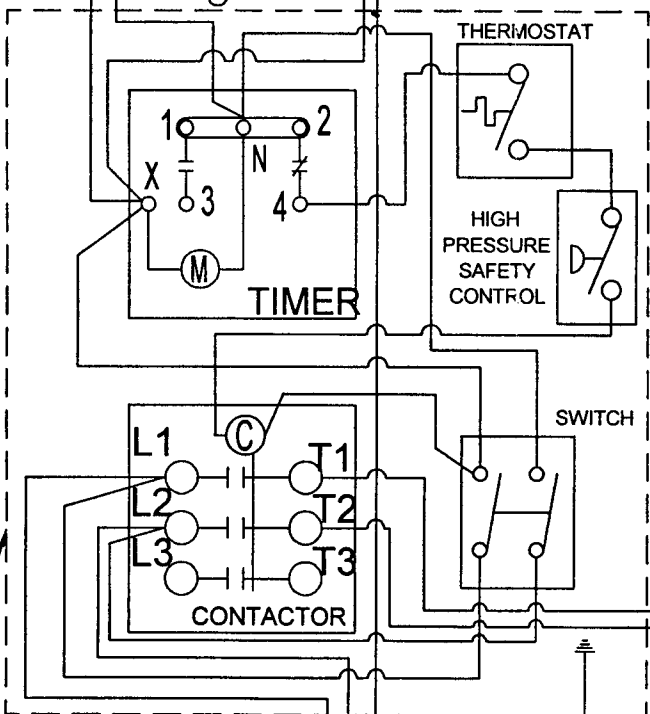 THERMOSTAT
1
2
N
X
3
4
M
TIMER
HIGH
PRESSURE
SAFETY
CONTROL
SWITCH
C
L1
T1
L2
T2
L3
T3
CONTACTOR